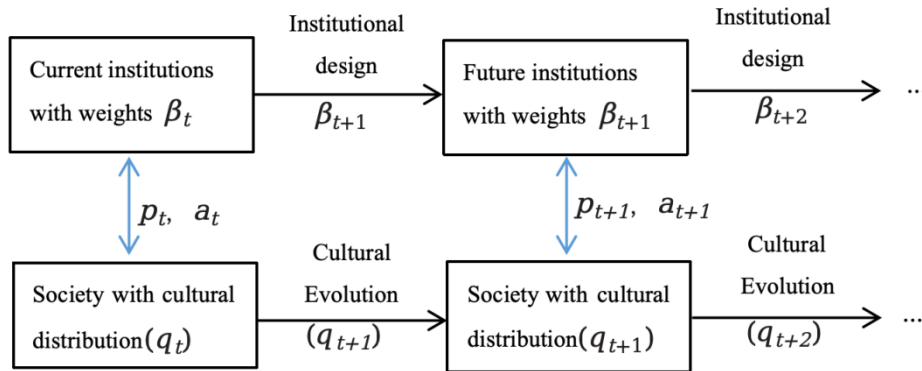 Institutional
design
Institutional
design
Current institutions
with weights β_t
β_{t+1}
Future institutions
with weights β_{t+1}
β_{t+2}
...
p_t, a_t
p_{t+1}, a_{t+1}
Cultural
Evolution
(q_{t+1})
Cultural
Evolution
(q_{t+2})
Society with cultural
distribution(q_t)
Society with cultural
distribution(q_{t+1})
...